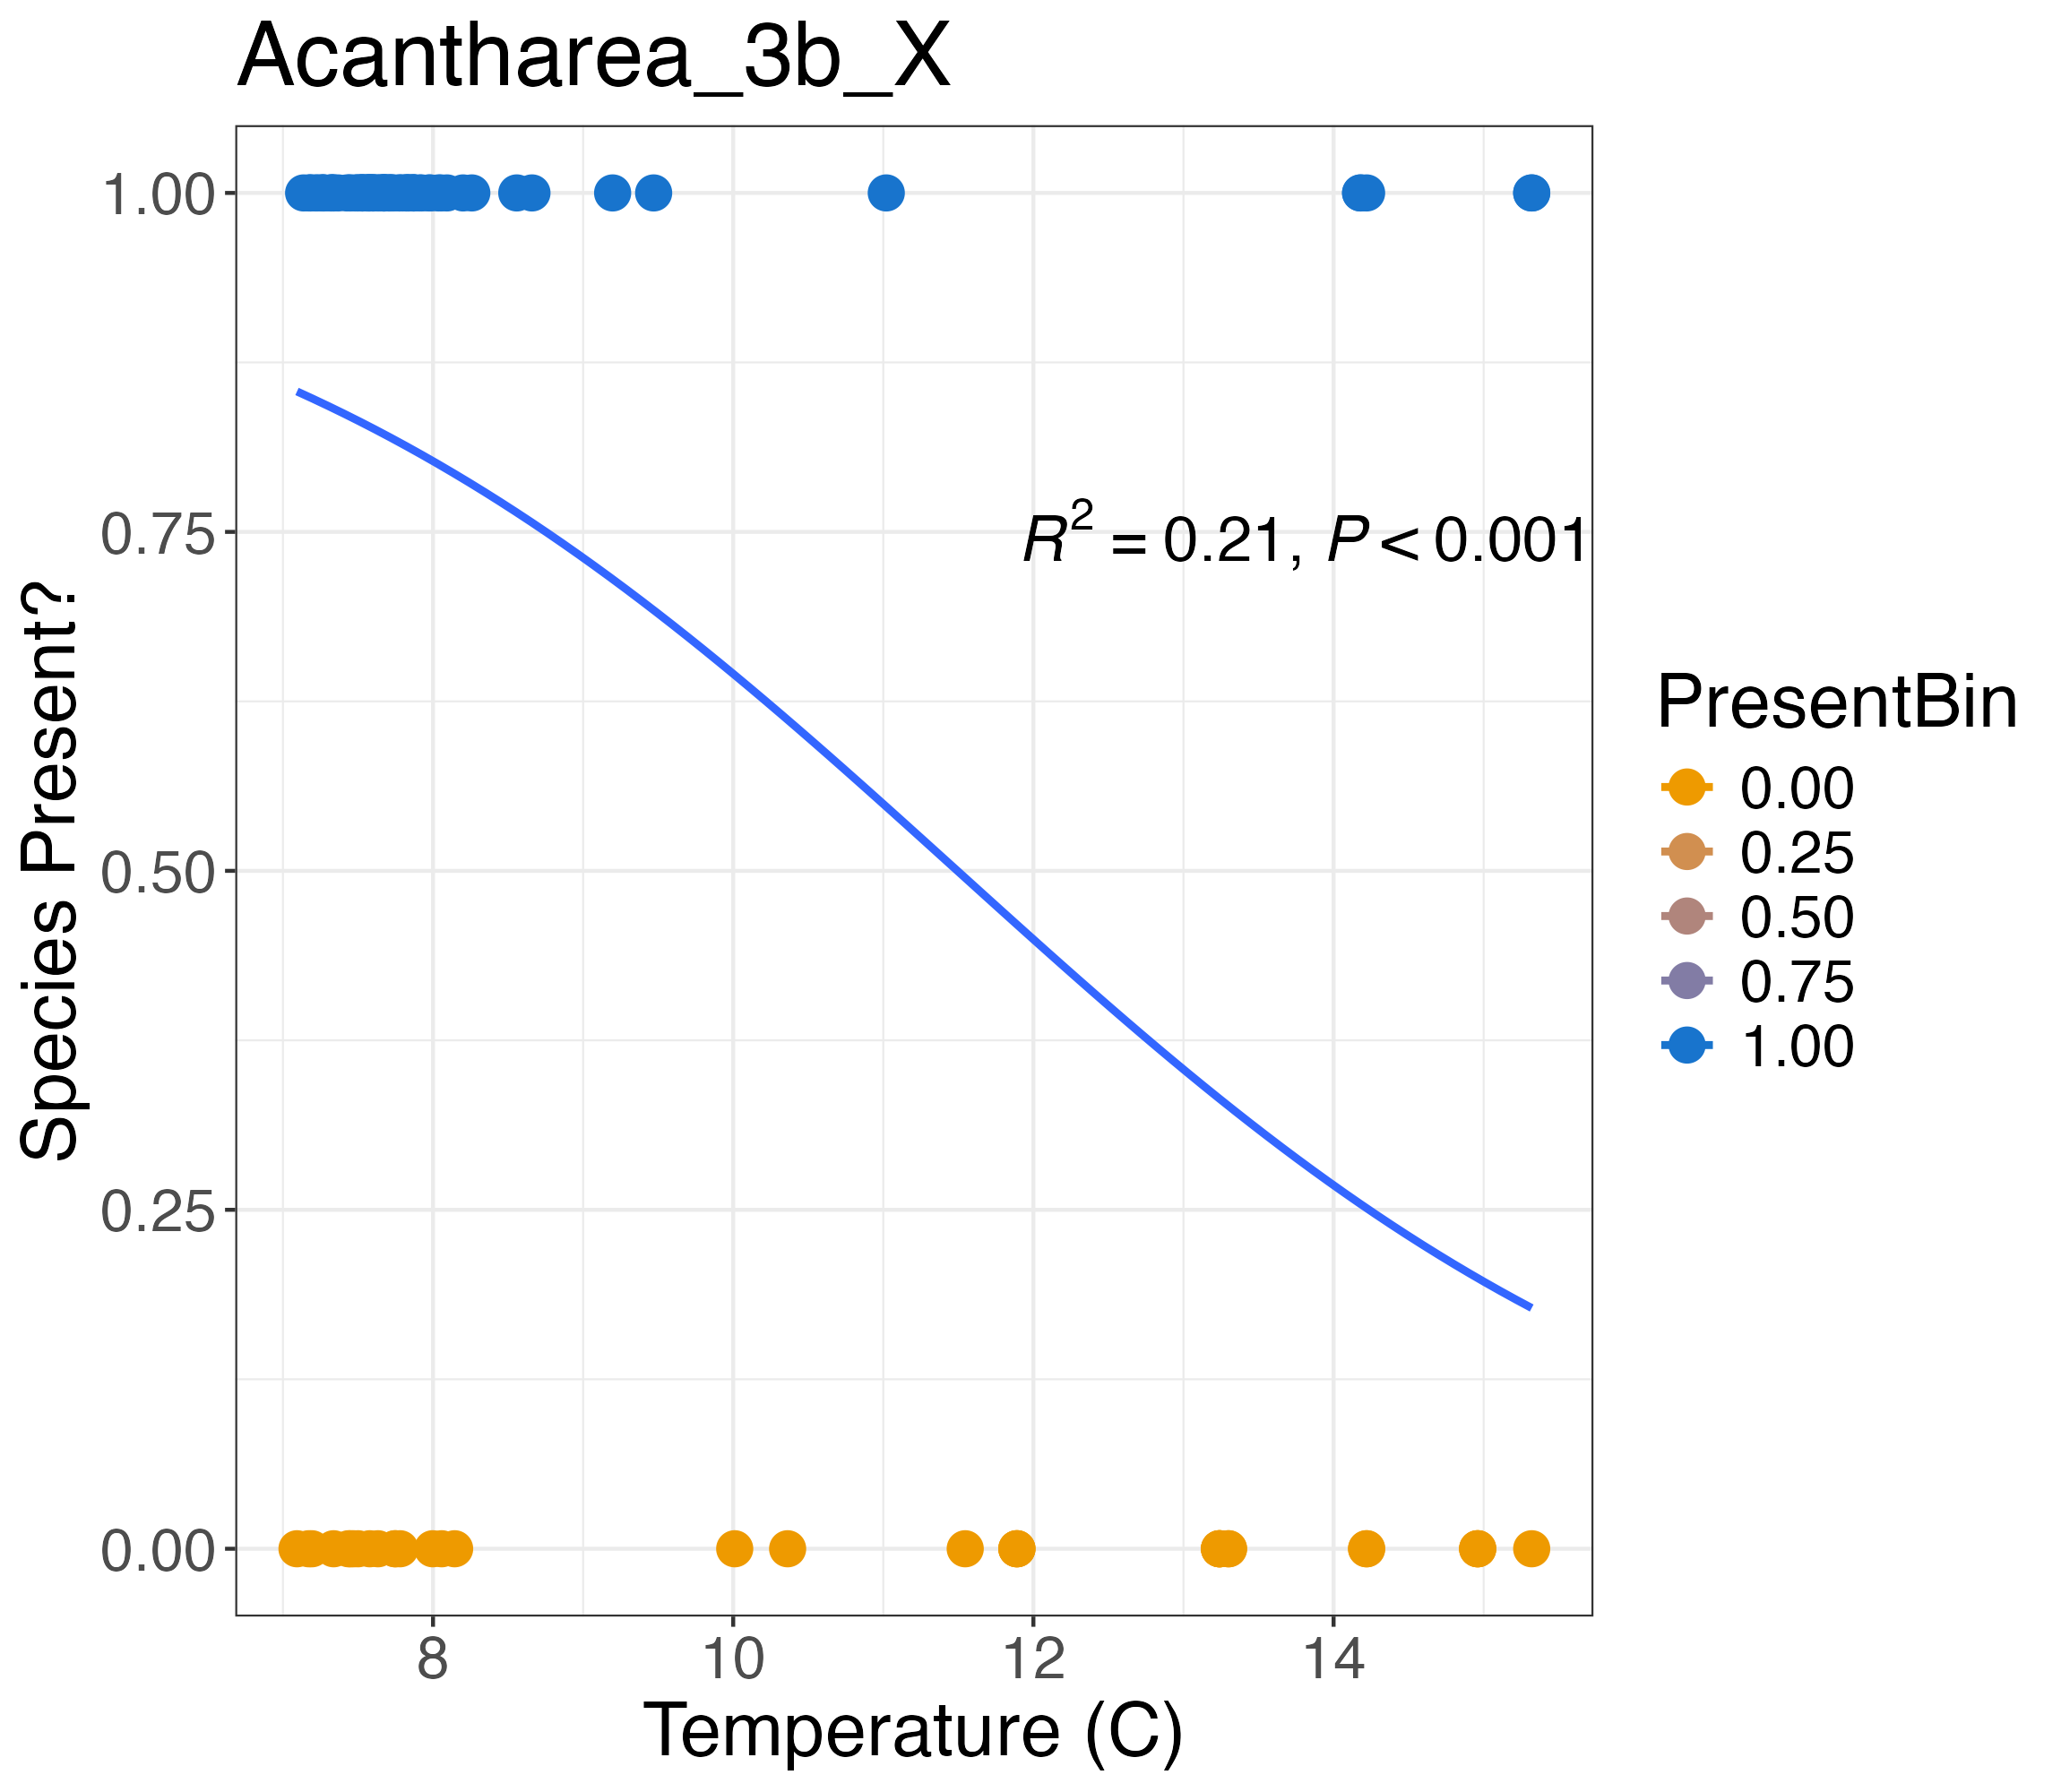 Acantharea_3b_X
1.00
0.75
0.50
0.25
0.00
Species Present?
R² = 0.21, P < 0.001
8 10 12 14
Temperature (C)
PresentBin
0.00
0.25
0.50
0.75
1.00